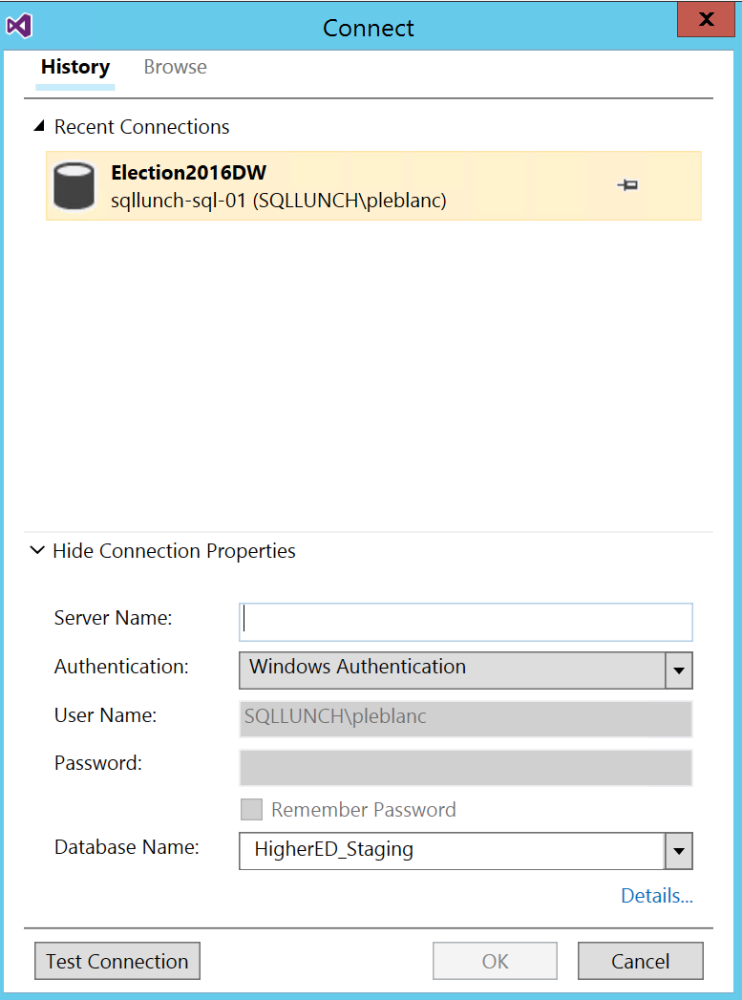 Connect
History Browse
Recent Connections
Election2016DW
sqllunch-sql-01 (SQLLUNCH\pleblanc)
Hide Connection Properties
Server Name:
Authentication: Windows Authentication
User Name: SQLLUNCH\pleblanc
Password:
Remember Password
Database Name: HigherED_Staging
Details...
Test Connection OK Cancel